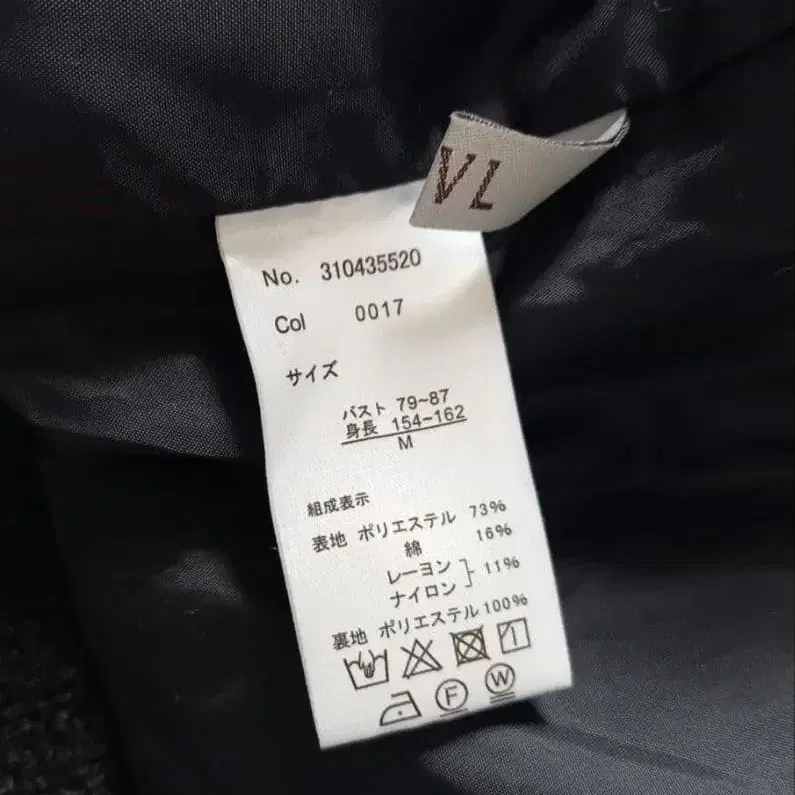 VL
No. 310435520
Col 0017
サイズ
バスト 79~87
身長 154~162
M
組成表示
表地 ポリエステル 73%
綿 16%
レーヨン
ナイロン } 11%
裏地 ポリエステル 100%
F W